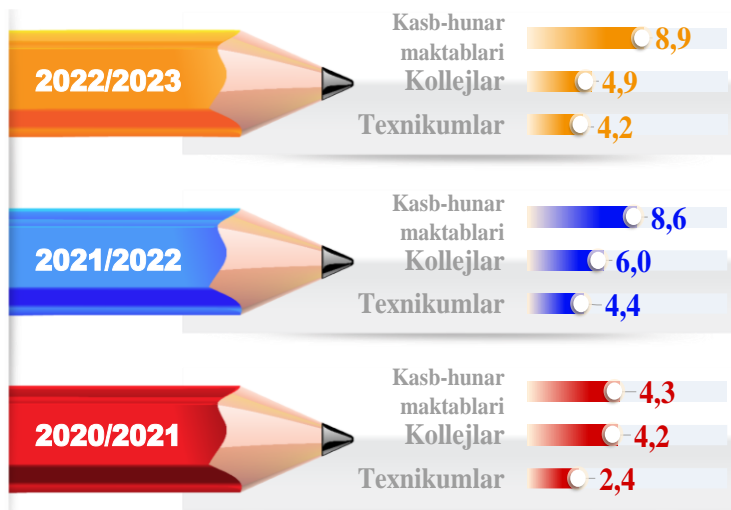 2022/2023
Kasb-hunar
maktablari
8,9
Kollejlar
4,9
Texnikumlar
4,2
2021/2022
Kasb-hunar
maktablari
8,6
Kollejlar
6,0
Texnikumlar
4,4
2020/2021
Kasb-hunar
maktablari
4,3
Kollejlar
4,2
Texnikumlar
2,4